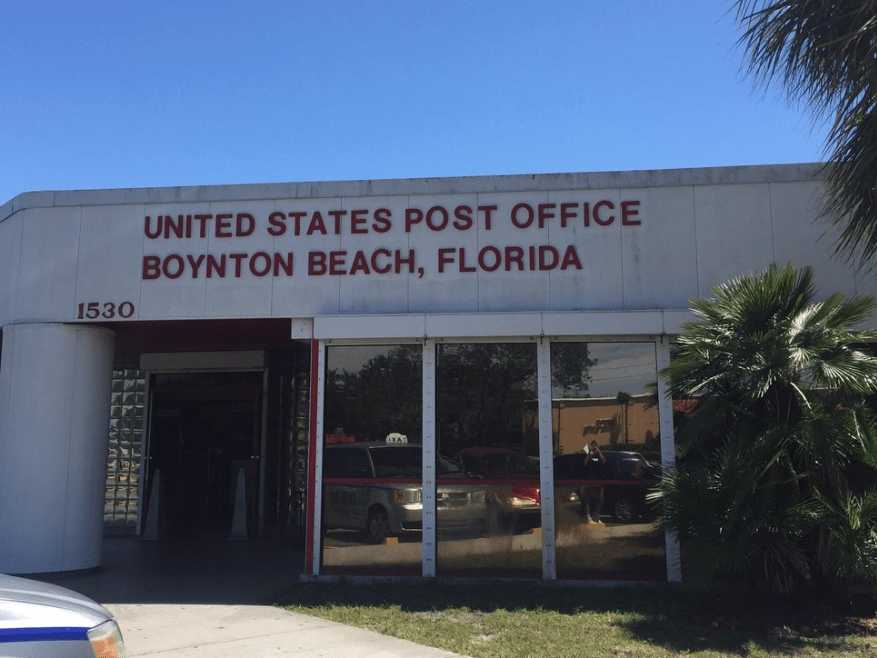 UNITED STATES POST OFFICE
BOYNTON BEACH, FLORIDA
1530